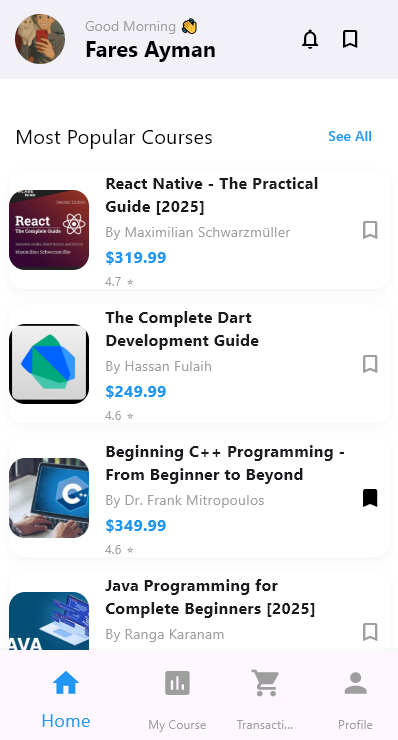 Good Morning 👋
Fares Ayman
Most Popular Courses
See All
React Native - The Practical
Guide [2025]
React
The Complete Guide
Maximilian Schwarzmüller
By Maximilian Schwarzmüller
$319.99
4.7 ★
The Complete Dart
Development Guide
By Hassan Fulaih
$249.99
4.6 ★
Beginning C++ Programming -
From Beginner to Beyond
By Dr. Frank Mitropoulos
$349.99
4.6 ★
Java Programming for
Complete Beginners [2025]
By Ranga Karanam
Home
My Course
Transacti...
Profile